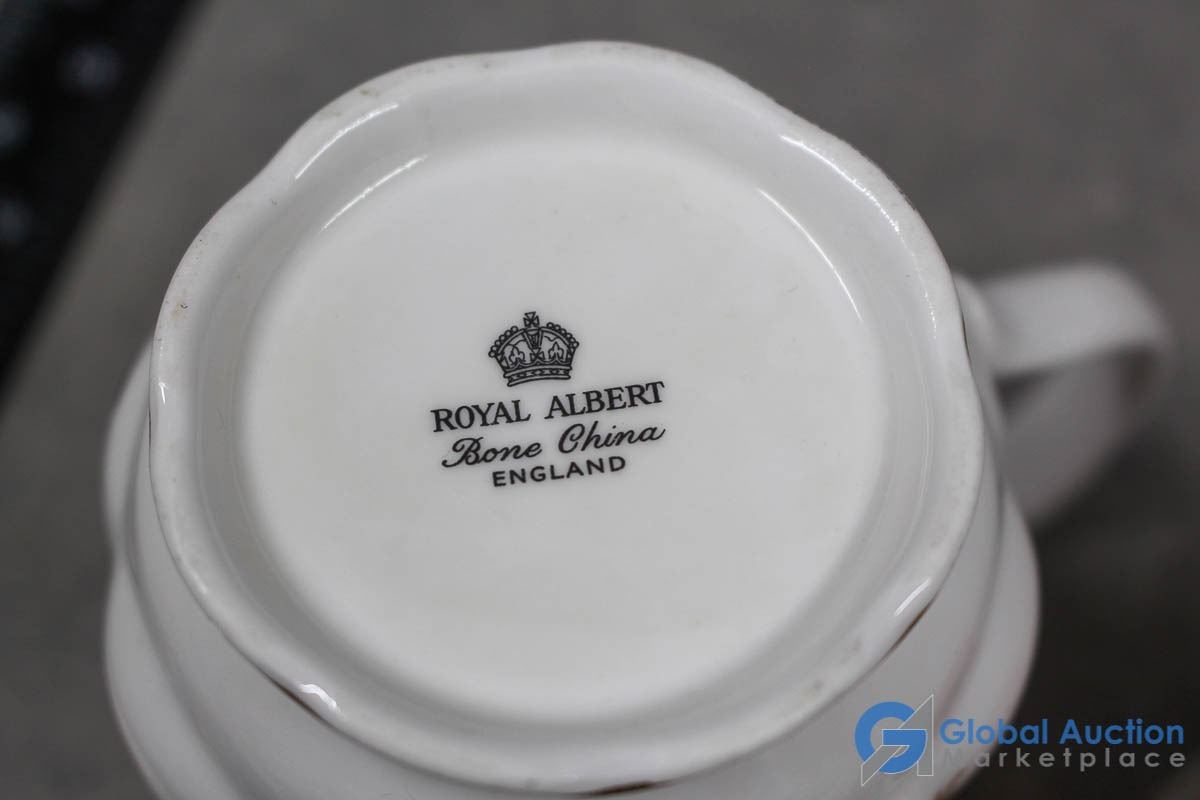 ROYAL ALBERT
Bone China
ENGLAND
Global Auction
Marketplace